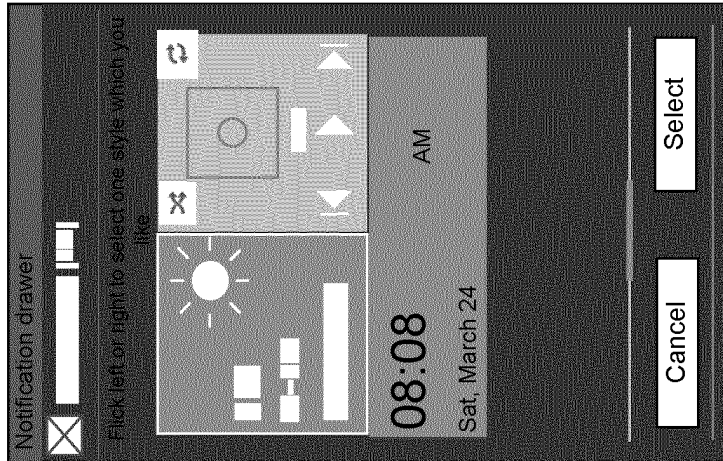 Notification drawer
Flick left or right to select one style which you
like
08:08
AM
Sat, March 24
Cancel
Select